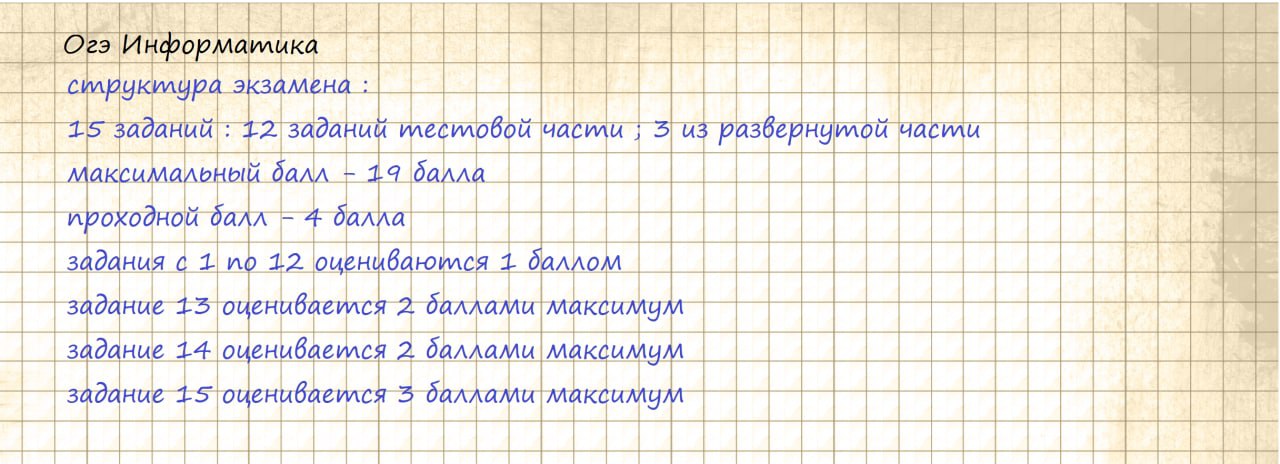 Огэ Информатика
структура экзамена :
15 заданий : 12 заданий тестовой части ; 3 из развернутой части
максимальный балл - 19 балла
проходной балл - 4 балла
задания с 1 по 12 оцениваются 1 баллом
задание 13 оценивается 2 баллами максимум
задание 14 оценивается 2 баллами максимум
задание 15 оценивается 3 баллами максимум